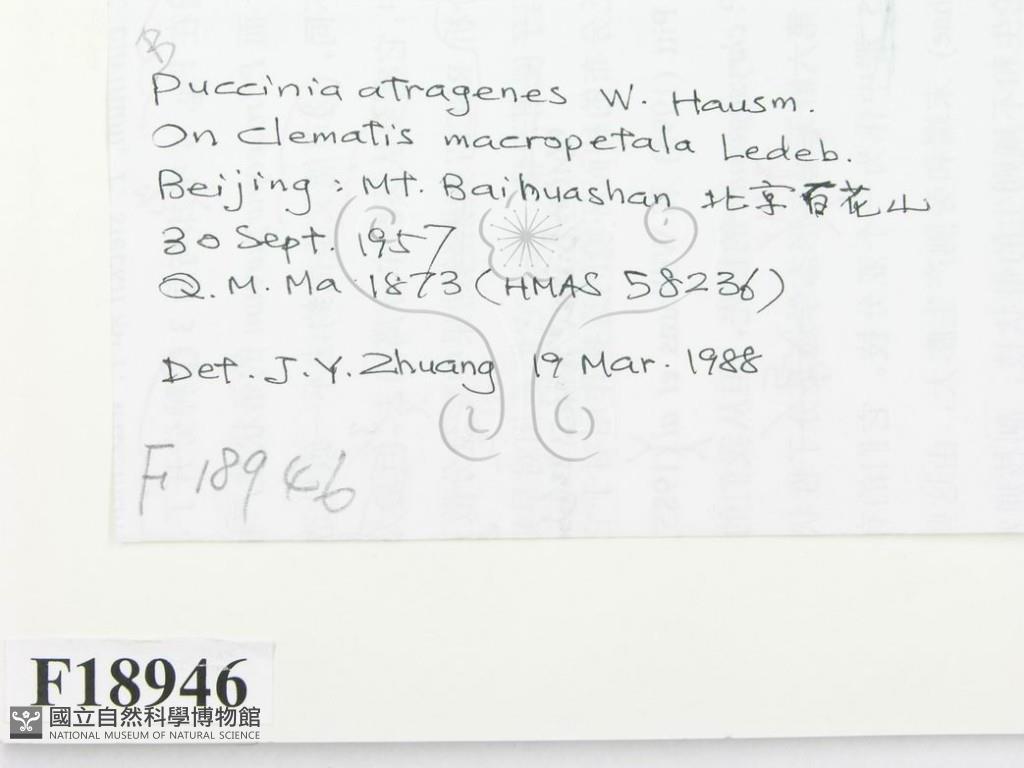 Puccinia atragenes W. Hausm.
On Clematis macropetala Ledeb.
Beijing : Mt. Baihuashan 北京百花山
30 Sept. 1957
Q. M. Ma 1873 (HMAS 58236)
Det. J. Y. Zhuang 19 Mar. 1988
F18946
F18946
國立自然科學博物館
NATIONAL MUSEUM OF NATURAL SCIENCE